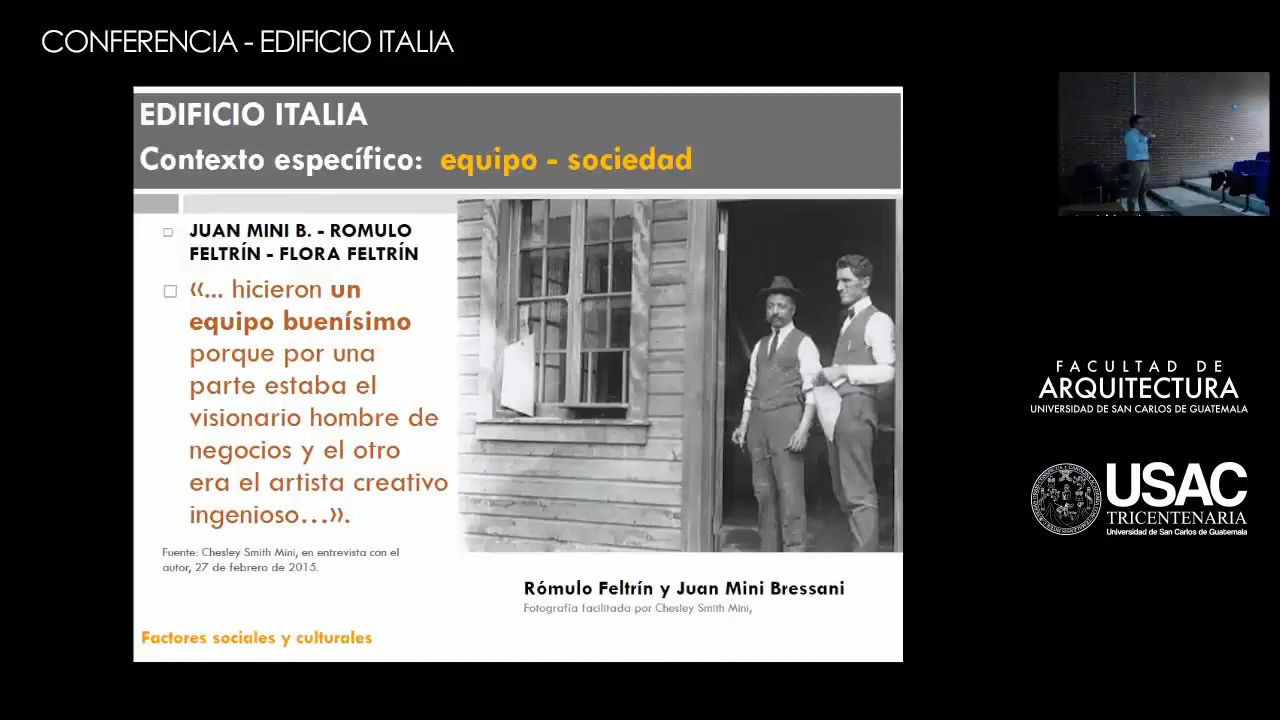 CONFERENCIA - EDIFICIO ITALIA
EDIFICIO ITALIA
Contexto específico: equipo - sociedad
JUAN MINI B. - ROMULO
FELTRÍN - FLORA FELTRÍN
«... hicieron un
equipo buenísimo
porque por una
parte estaba el
visionario hombre de
negocios y el otro
era el artista creativo
ingenioso...».
Fuente: Chesley Smith Mini, en entrevista con el
autor, 27 de febrero de 2015.
Rómulo Feltrín y Juan Mini Bressani
Fotografía facilitada por Chesley Smith Mini,
Factores sociales y culturales
FACULTAD DE
ARQUITECTURA
UNIVERSIDAD DE SAN CARLOS DE GUATEMALA
USAC
TRICENTENARIA
Universidad de San Carlos de Guatemala